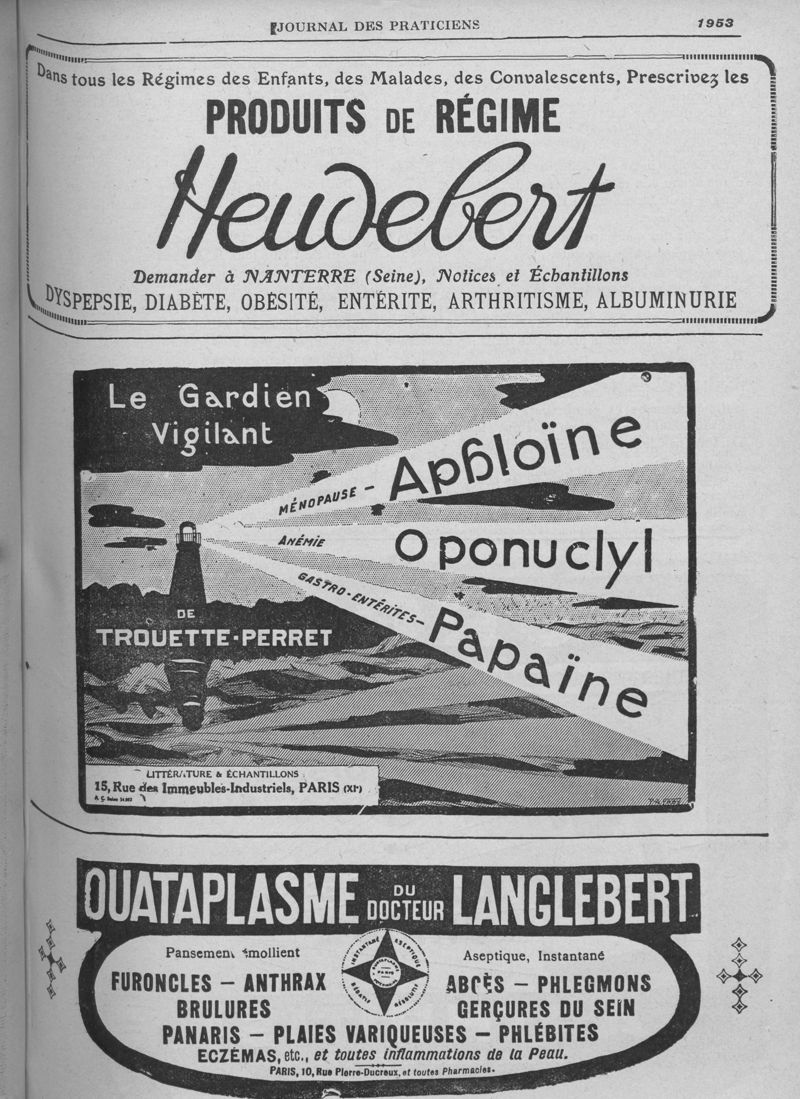 JOURNAL DES PRATICIENS
1953
Dans tous les Régimes des Enfants, des Malades, des Convalescents, Prescrivez les
PRODUITS DE RÉGIME
Heudebert
Demander à NANTERRE (Seine), Notices et Échantillons
DYSPEPSIE, DIABÈTE, OBÉSITÉ, ENTÉRITE, ARTHRITISME, ALBUMINURIE
Le Gardien
Vigilant
MÉNOPAUSE - Aphloïne
ANÉMIE Oponuclyl
GASTRO-ENTÉRITES - Papaïne
DE
TROUETTE-PERRET
LITTÉRATURE & ÉCHANTILLONS
15, Rue des Immeubles-Industriels, PARIS (XIe)
OUATAPLASME DU DOCTEUR LANGLEBERT
Pansement émollient
Aseptique, Instantané
INSTANTANÉ ASEPTIQUE
FURONCLES - ANTHRAX
ABCÈS - PHLEGMONS
BRULURES
GERÇURES DU SEIN
PANARIS - PLAIES VARIQUEUSES - PHLÉBITES
ECZÉMAS, etc., et toutes inflammations de la Peau.
PARIS, 10, Rue Pierre-Ducreux, et toutes Pharmacies.